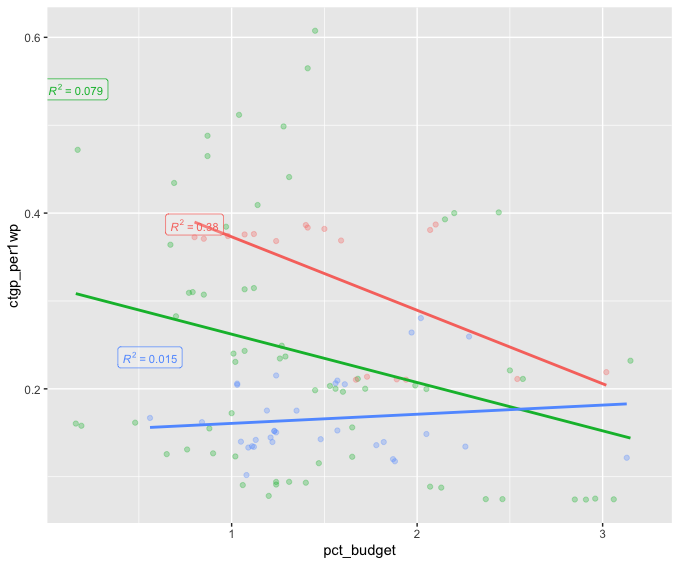 0.6
R² = 0.079
0.4
R² = 0.38
ctgp_per1wp
R² = 0.015
0.2
1
2
3
pct_budget